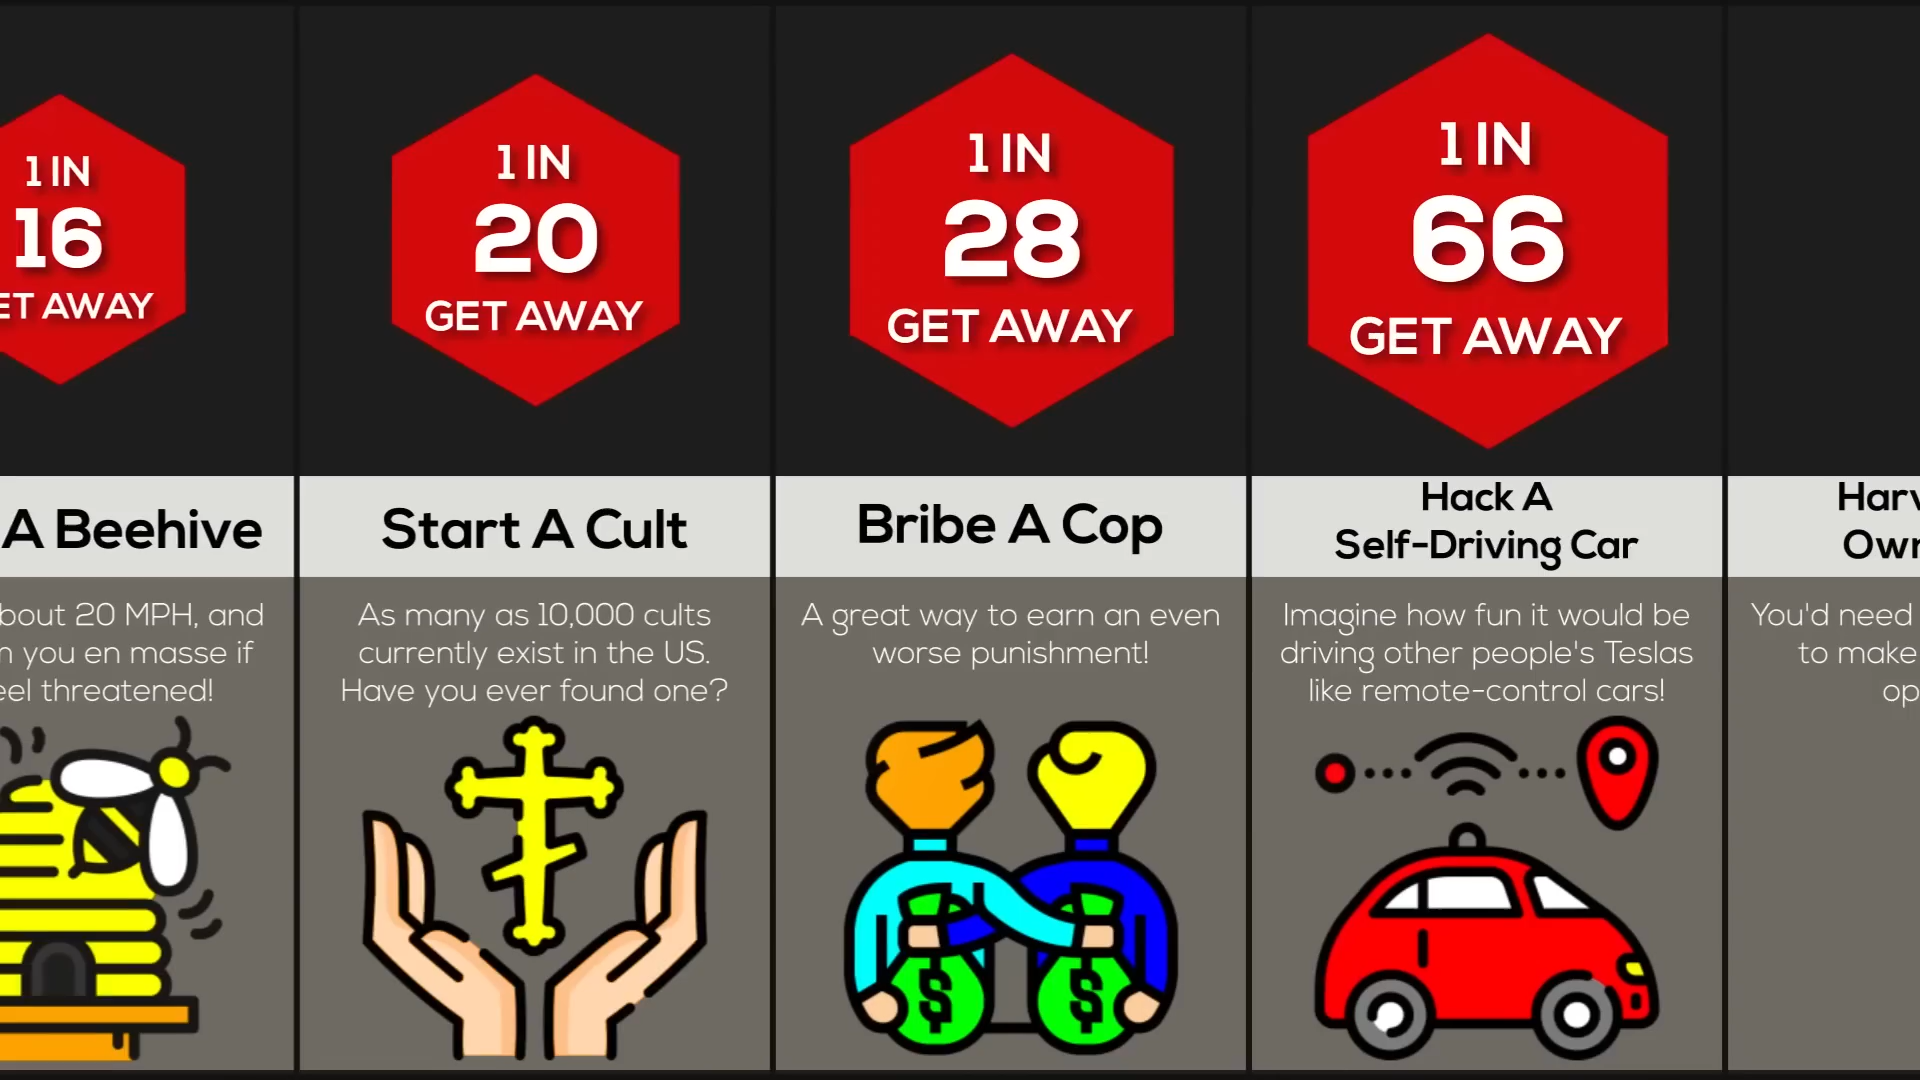 1 IN
16
ET AWAY
A Beehive
bout 20 MPH, and
n you en masse if
eel threatened!
1 IN
20
GET AWAY
Start A Cult
As many as 10,000 cults
currently exist in the US.
Have you ever found one?
1 IN
28
GET AWAY
Bribe A Cop
A great way to earn an even
worse punishment!
$ $
1 IN
66
GET AWAY
Hack A
Self-Driving Car
Imagine how fun it would be
driving other people's Teslas
like remote-control cars!
Harv
Own
You'd need
to make
op